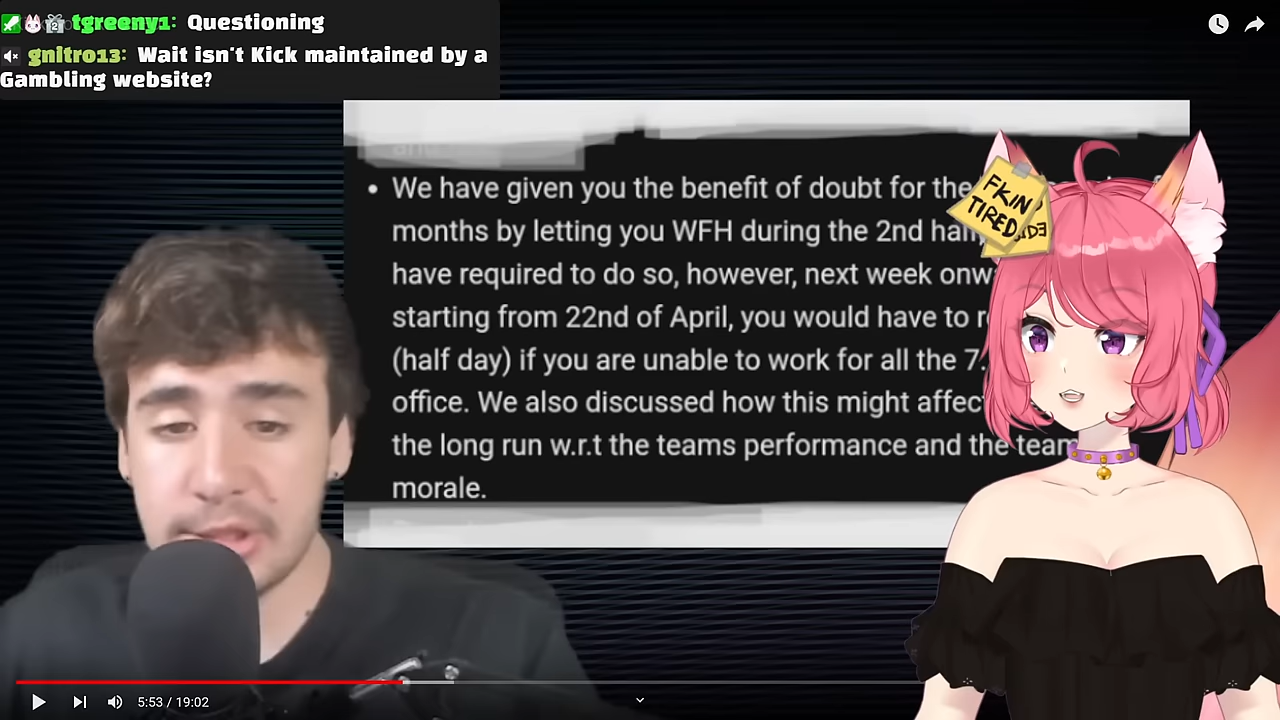 tgreeny1: Questioning
gnitro13: Wait isn't Kick maintained by a
Gambling website?
FKIN
TIRED
• We have given you the benefit of doubt for the
months by letting you WFH during the 2nd half
have required to do so, however, next week
starting from 22nd of April, you would have to
(half day) if you are unable to work for all the 7.
office. We also discussed how this might affect
the long run w.r.t the teams performance and the team
morale.
5:53 / 19:02